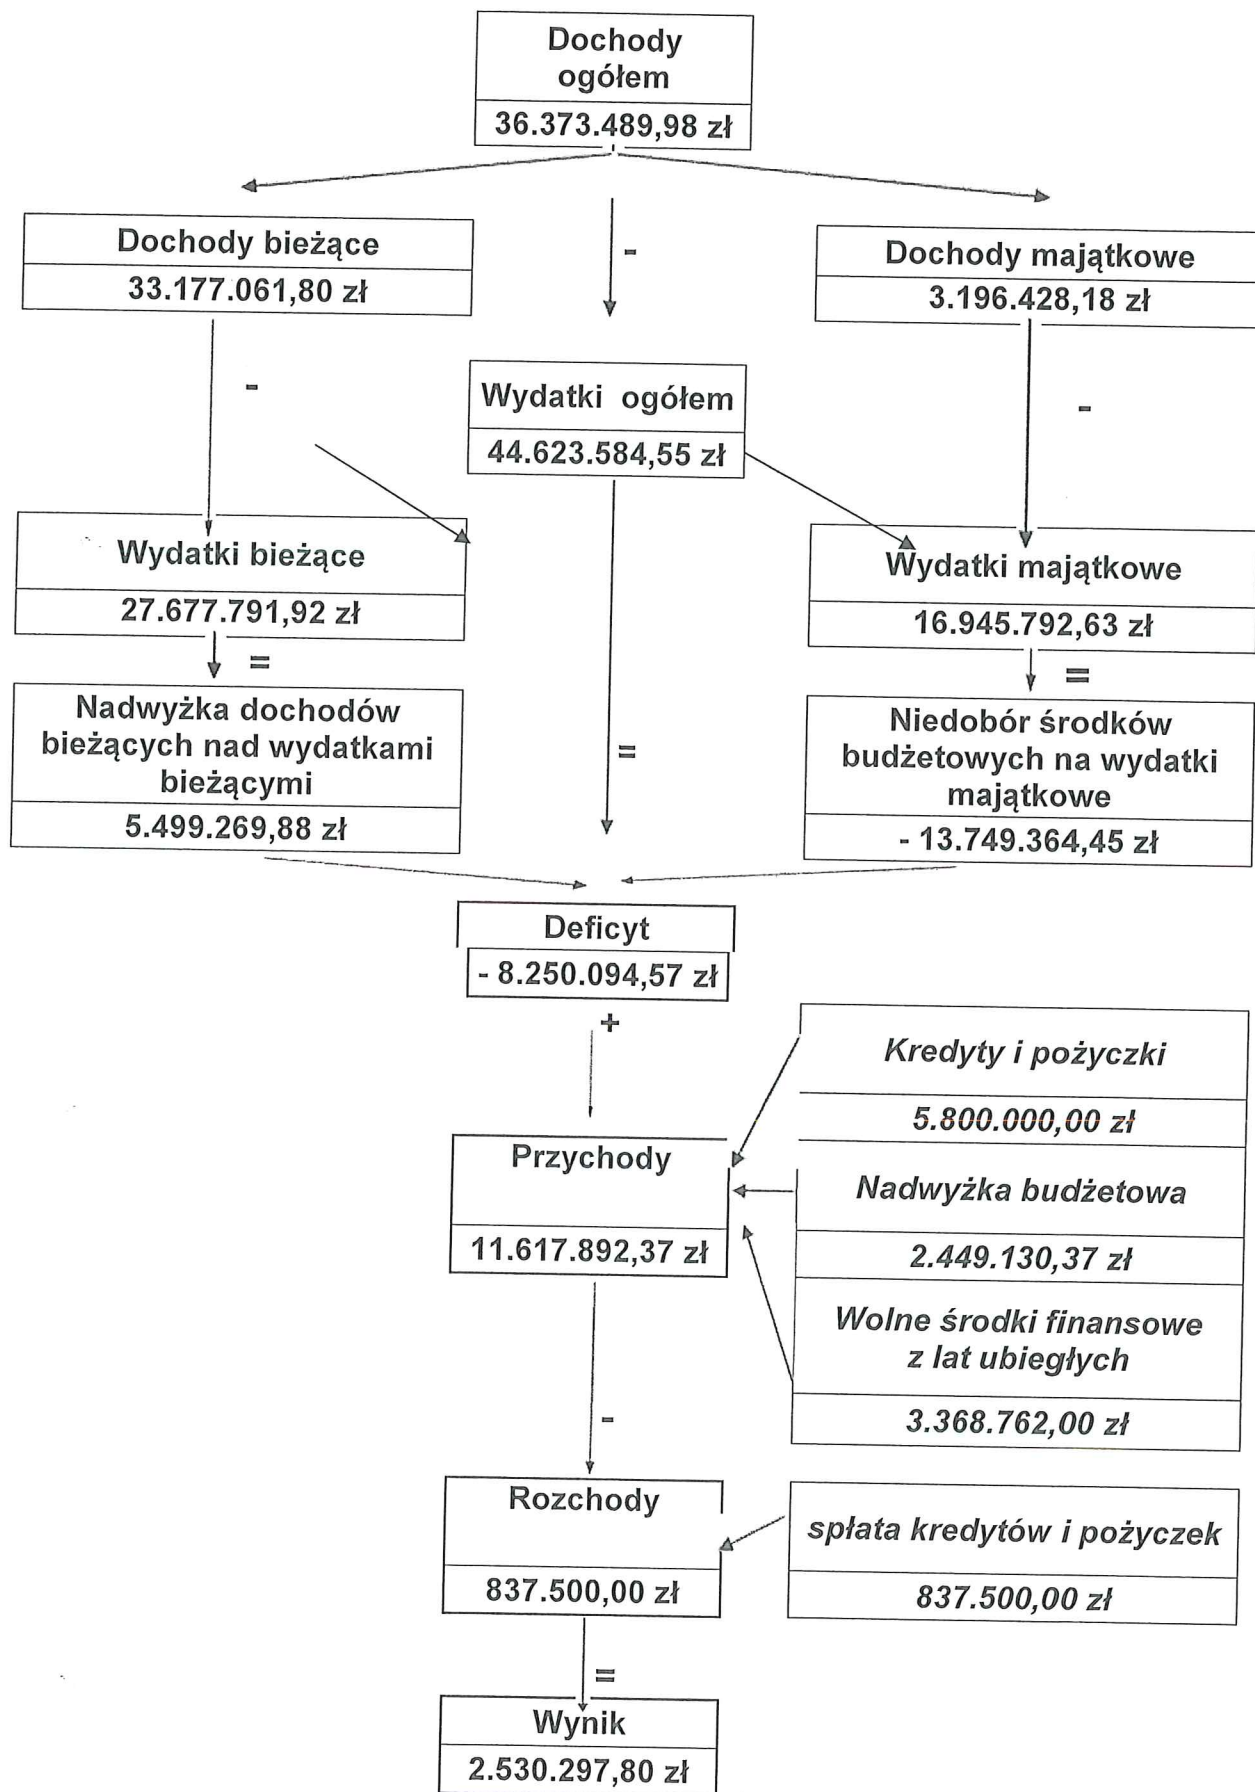 Dochody
ogółem
36.373.489,98 zł
Dochody bieżące
33.177.061,80 zł
-
Dochody majątkowe
3.196.428,18 zł
-
Wydatki ogółem
44.623.584,55 zł
-
Wydatki bieżące
27.677.791,92 zł
=
Wydatki majątkowe
16.945.792,63 zł
=
Nadwyżka dochodów
bieżących nad wydatkami
bieżącymi
5.499.269,88 zł
=
Niedobór środków
budżetowych na wydatki
majątkowe
- 13.749.364,45 zł
Deficyt
- 8.250.094,57 zł
+
Kredyty i pożyczki
5.800.000,00 zł
Przychody
11.617.892,37 zł
Nadwyżka budżetowa
2.449.130,37 zł
Wolne środki finansowe
z lat ubiegłych
3.368.762,00 zł
-
Rozchody
837.500,00 zł
spłata kredytów i pożyczek
837.500,00 zł
=
Wynik
2.530.297,80 zł